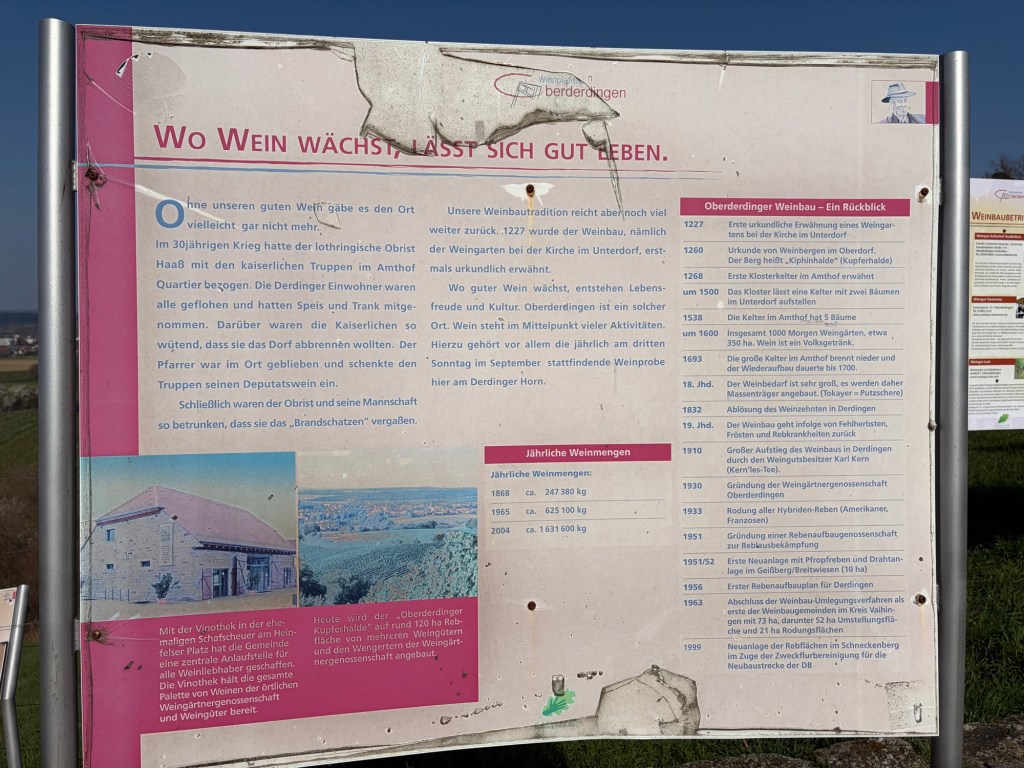 Weinpfad
berderdingen
WO WEIN WÄCHST, LÄSST SICH GUT LEBEN.
Ohne unseren guten Wein gäbe es den Ort
vielleicht gar nicht mehr.
Im 30jährigen Krieg hatte der lothringische Obrist
Haaß mit den kaiserlichen Truppen im Amthof
Quartier bezogen. Die Derdinger Einwohner waren
alle geflohen und hatten Speis und Trank mitge-
nommen. Darüber waren die Kaiserlichen so
wütend, dass sie das Dorf abbrennen wollten. Der
Pfarrer war im Ort geblieben und schenkte den
Truppen seinen Deputatswein ein.
Schließlich waren der Obrist und seine Mannschaft
so betrunken, dass sie das „Brandschatzen" vergaßen.
Unsere Weinbautradition reicht aber noch viel
weiter zurück. 1227 wurde der Weinbau, nämlich
der Weingarten bei der Kirche im Unterdorf, erst-
mals urkundlich erwähnt.
Wo guter Wein wächst, entstehen Lebens-
freude und Kultur. Oberderdingen ist ein solcher
Ort. Wein steht im Mittelpunkt vieler Aktivitäten.
Hierzu gehört vor allem die jährlich am dritten
Sonntag im September stattfindende Weinprobe
hier am Derdinger Horn.
Jährliche Weinmengen
Jährliche Weinmengen:
1868 ca. 247 380 kg
1965 ca. 625 100 kg
2004 ca. 1 631 600 kg
Oberderdinger Weinbau – Ein Rückblick
1227 Erste urkundliche Erwähnung eines Weingar-
tens bei der Kirche im Unterdorf
1260 Urkunde von Weinbergen im Oberdorf.
Der Berg heißt „Kiphinhalde" (Kupferhalde)
1268 Erste Klosterkelter im Amthof erwähnt
um 1500 Das Kloster lässt eine Kelter mit zwei Bäumen
im Unterdorf aufstellen
1538 Die Kelter im Amthof hat 5 Bäume
um 1600 Insgesamt 1000 Morgen Weingärten, etwa
350 ha. Wein ist ein Volksgetränk.
1693 Die große Kelter im Amthof brennt nieder und
der Wiederaufbau dauerte bis 1700.
18. Jhd. Der Weinbedarf ist sehr groß, es werden daher
Massenträger angebaut. (Tokayer = Putzschere)
1832 Ablösung des Weinzehnten in Derdingen
19. Jhd. Der Weinbau geht infolge von Fehlherbsten,
Frösten und Rebkrankheiten zurück
1910 Großer Aufstieg des Weinbaus in Derdingen
durch den Weingutsbesitzer Karl Kern
(Kern'les-Tee).
1930 Gründung der Weingärtnergenossenschaft
Oberderdingen
1933 Rodung aller Hybriden-Reben (Amerikaner,
Franzosen)
1951 Gründung einer Rebenaufbaugenossenschaft
zur Reblausbekämpfung
1951/52 Erste Neuanlage mit Pfropfreben und Drahtan-
lage im Geißberg/Breitwiesen (10 ha)
1956 Erster Rebenaufbauplan für Derdingen
1963 Abschluss der Weinbau-Umlegungsverfahren als
erste der Weinbaugemeinden im Kreis Vaihin-
gen mit 73 ha, darunter 52 ha Umstellungsflä-
che und 21 ha Rodungsflächen
1999 Neuanlage der Rebflächen im Schneckenberg
im Zuge der Zweckflurbereinigung für die
Neubaustrecke der DB
Mit der Vinothek in der ehe-
maligen Schafscheuer am Hein-
felser Platz hat die Gemeinde
eine zentrale Anlaufstelle für
alle Weinliebhaber geschaffen.
Die Vinothek hält die gesamte
Palette von Weinen der örtlichen
Weingärtnergenossenschaft
und Weingüter bereit.
Heute wird der „Oberderdinger
Kupferhalde" auf rund 120 ha Reb-
fläche von mehreren Weingütern
und den Wengertern der Weingärt-
nergenossenschaft angebaut.
WEINBAUBETRI